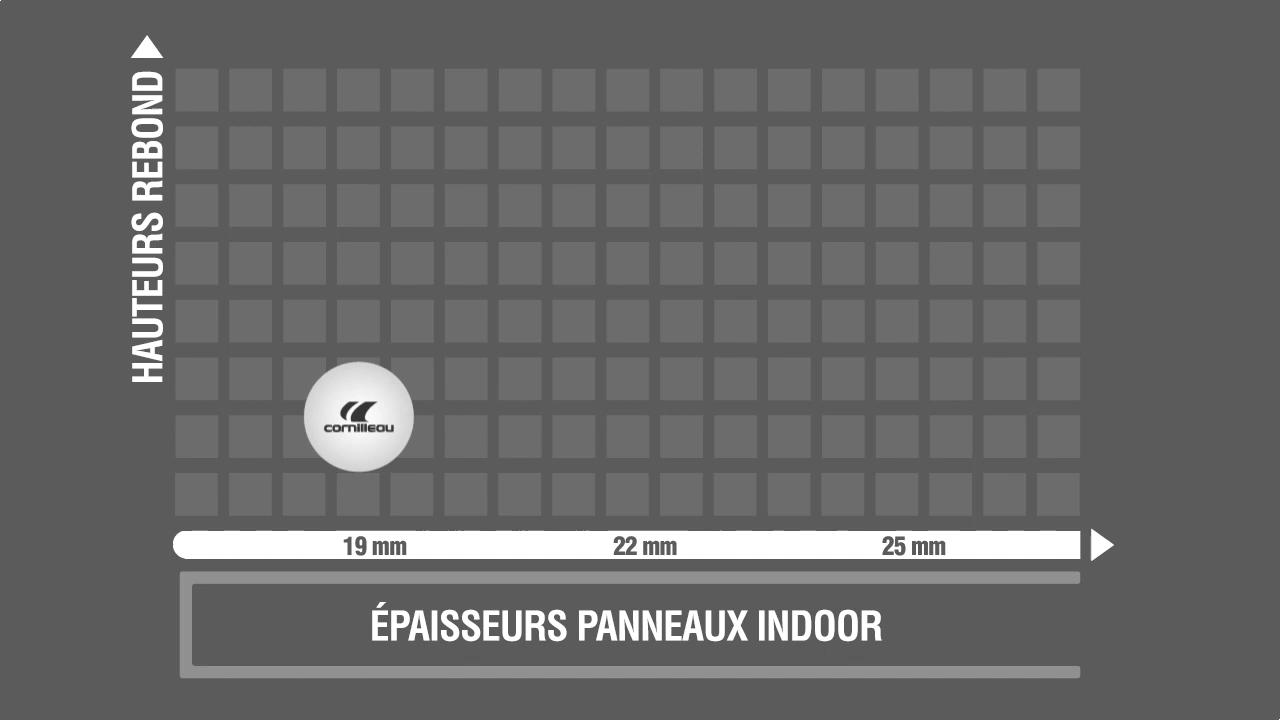 HAUTEURS REBOND
cornilleau
19 mm
22 mm
25 mm
ÉPAISSEURS PANNEAUX INDOOR